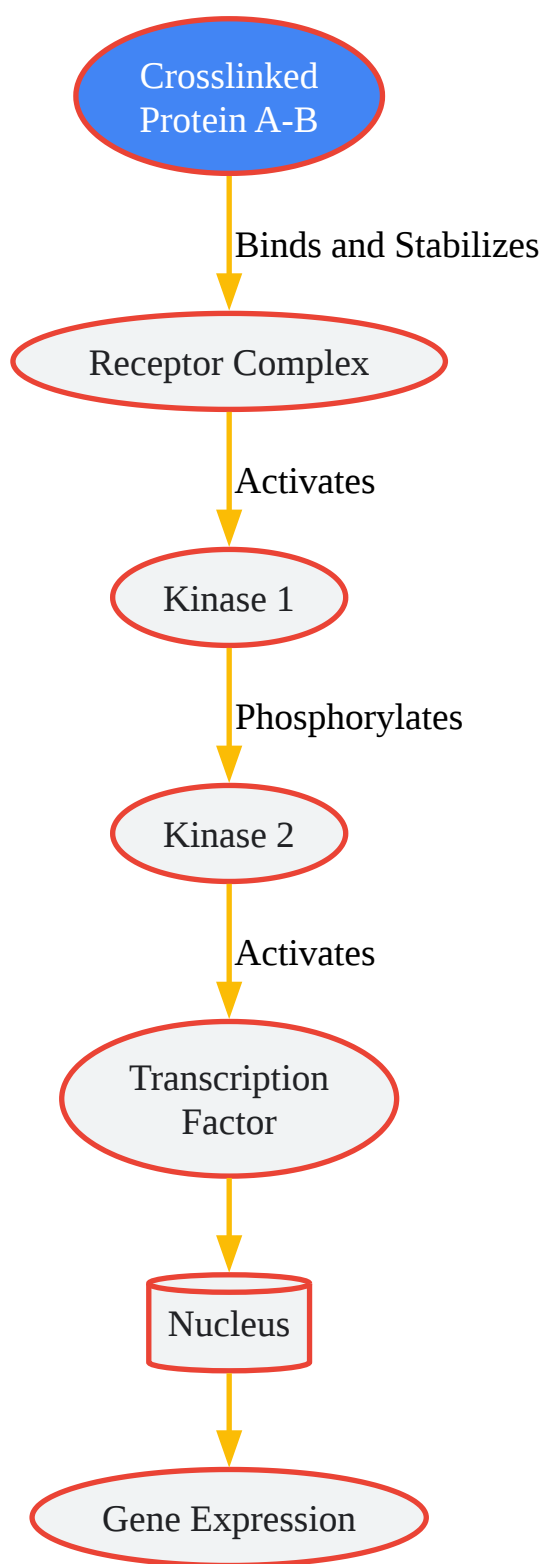 Crosslinked
Protein A-B
Binds and Stabilizes
Receptor Complex
Activates
Kinase 1
Phosphorylates
Kinase 2
Activates
Transcription
Factor
Nucleus
Gene Expression